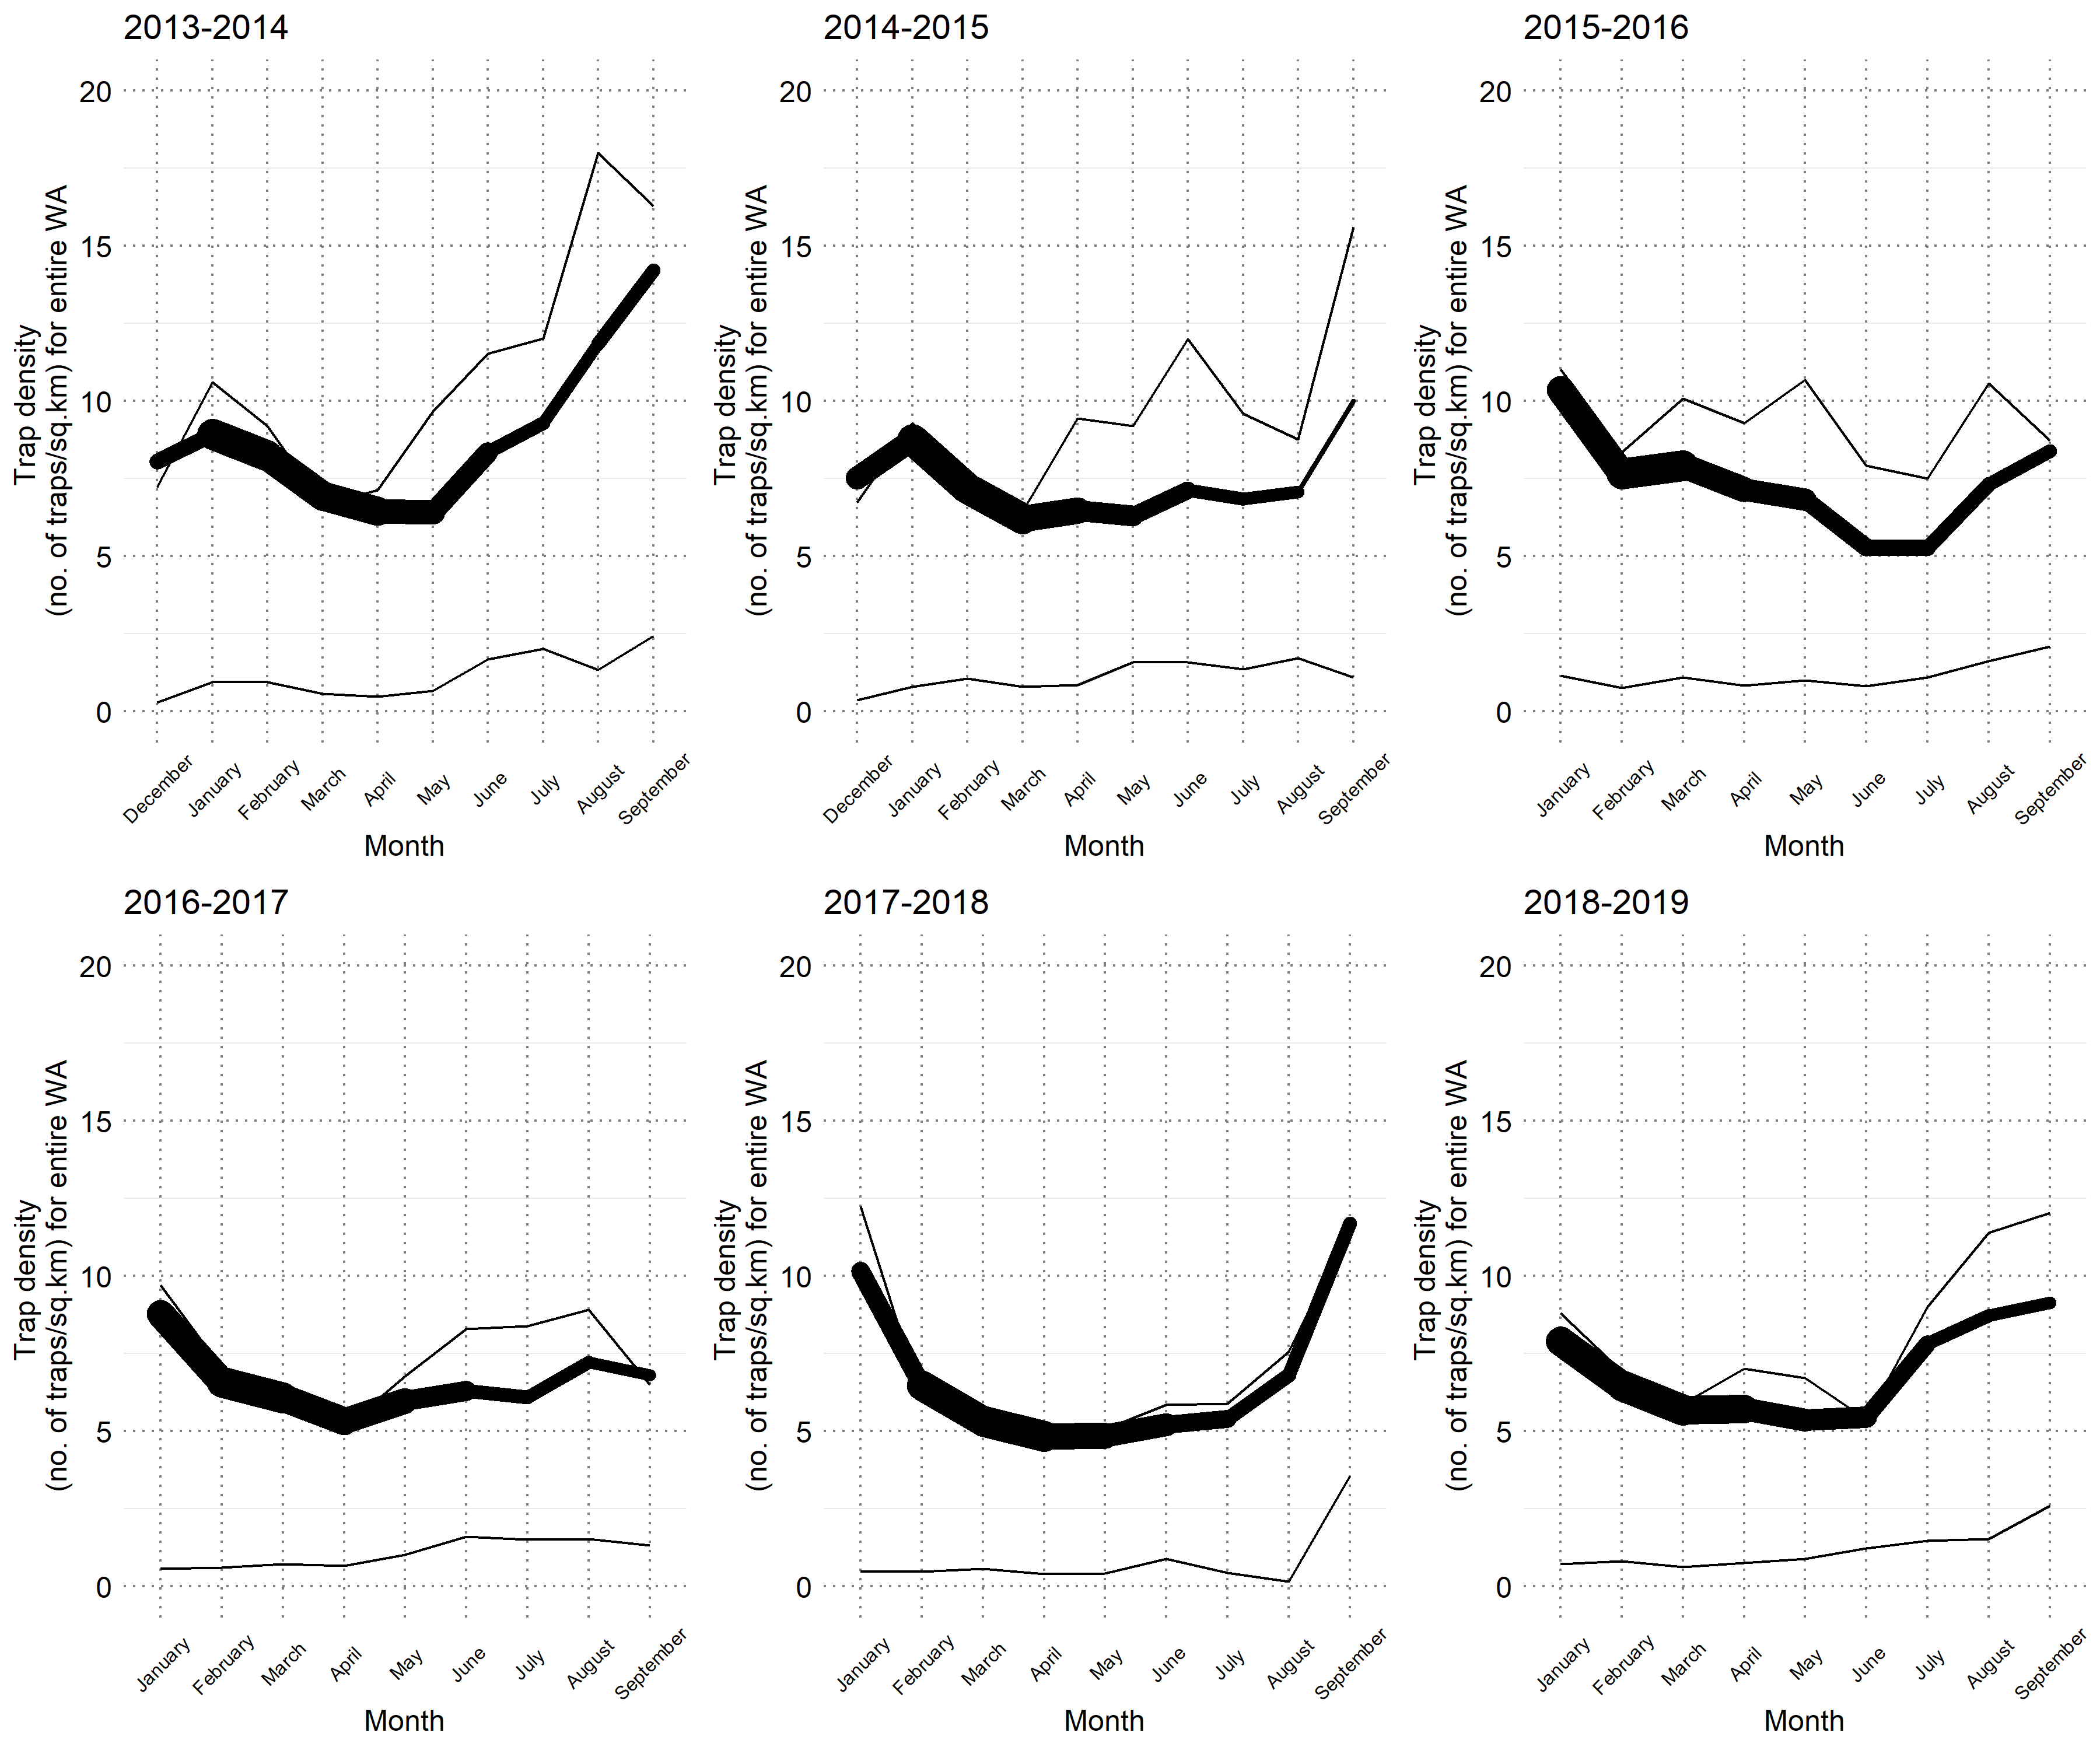 2013-2014
20
15
10
5
0
Trap density
(no. of traps/sq.km) for entire WA
December
January
February
March
April
May
June
July
August
September
Month
2014-2015
20
15
10
5
0
Trap density
(no. of traps/sq.km) for entire WA
December
January
February
March
April
May
June
July
August
September
Month
2015-2016
20
15
10
5
0
Trap density
(no. of traps/sq.km) for entire WA
January
February
March
April
May
June
July
August
September
Month
2016-2017
20
15
10
5
0
Trap density
(no. of traps/sq.km) for entire WA
January
February
March
April
May
June
July
August
September
Month
2017-2018
20
15
10
5
0
Trap density
(no. of traps/sq.km) for entire WA
January
February
March
April
May
June
July
August
September
Month
2018-2019
20
15
10
5
0
Trap density
(no. of traps/sq.km) for entire WA
January
February
March
April
May
June
July
August
September
Month